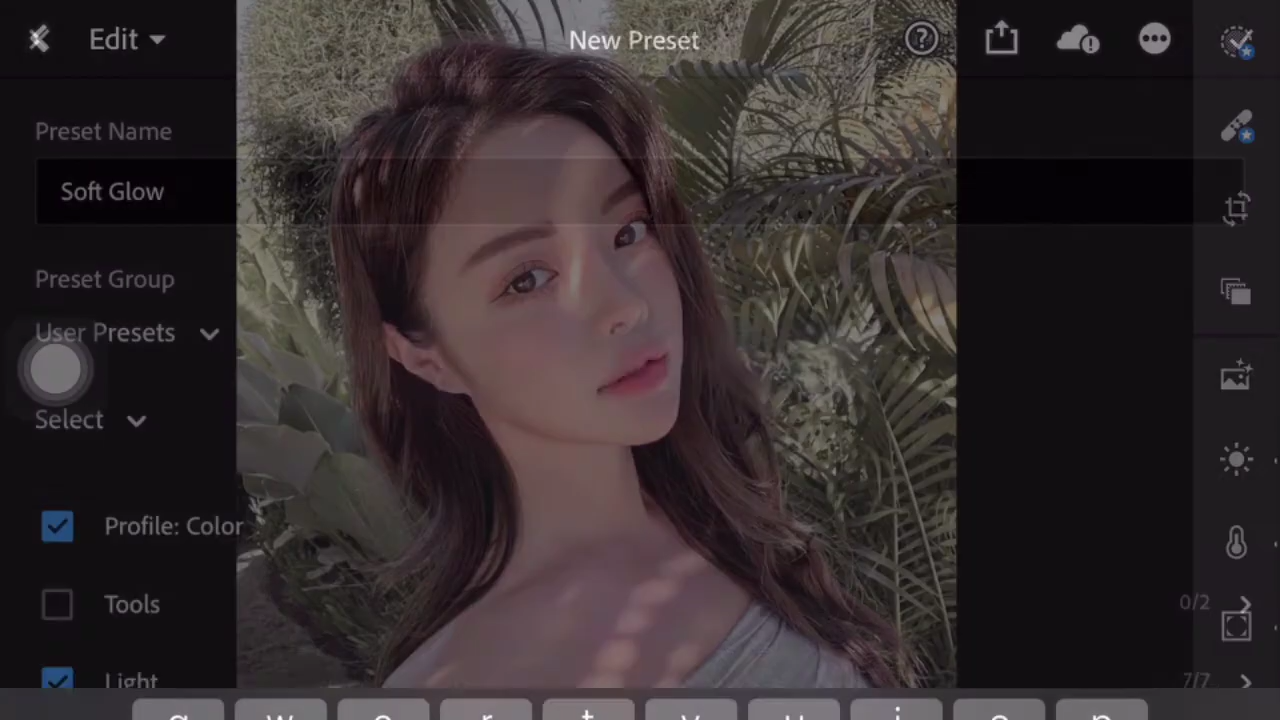 Edit
New Preset
Preset Name
Soft Glow
Preset Group
User Presets
Select
Profile: Color
Tools
0/2
Light
7/7
q w e r t y u i o p